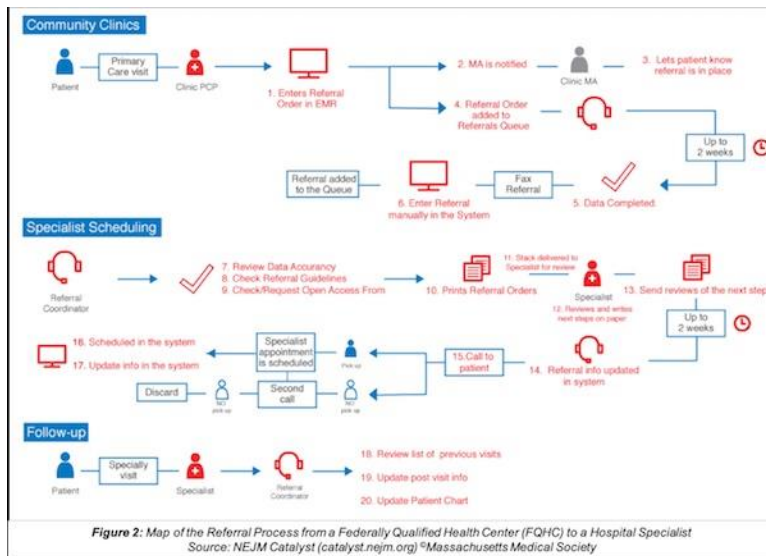 Community Clinics
Patient
Primary
Care visit
Clinic PCP
1. Enters Referral
Order in EMR
2. MA is notified
Clinic MA
3. Lets patient know
referral is in place
4. Referral Order
added to
Referrals Queue
Up to
2 weeks
Referral added
to the Queue
6. Enter Referral
manually in the System
Fax
Referral
5. Data Completed
Specialist Scheduling
Referral
Coordinator
7. Review Data Accurancy
8. Check Referral Guidelines
9. Check/Request Open Access From
10. Prints Referral Orders
11. Stack delivered to
Specialist for review
Specialist
12. Reviews and writes
next steps on paper
13. Send reviews of the next step
Up to
2 weeks
16. Scheduled in the system
17. Update info in the system
Specialist
appointment
is scheduled
Pick up
15.Call to
patient
14. Referral info updated
in system
Discard
NO
pick up
Second
call
NO
pick up
Follow-up
Patient
Specially
visit
Specialist
Referral
Coordinator
18. Review list of previous visits
19. Update post visit info
20. Update Patient Chart
Figure 2: Map of the Referral Process from a Federally Qualified Health Center (FQHC) to a Hospital Specialist
Source: NEJM Catalyst (catalyst.nejm.org) ©Massachusetts Medical Society